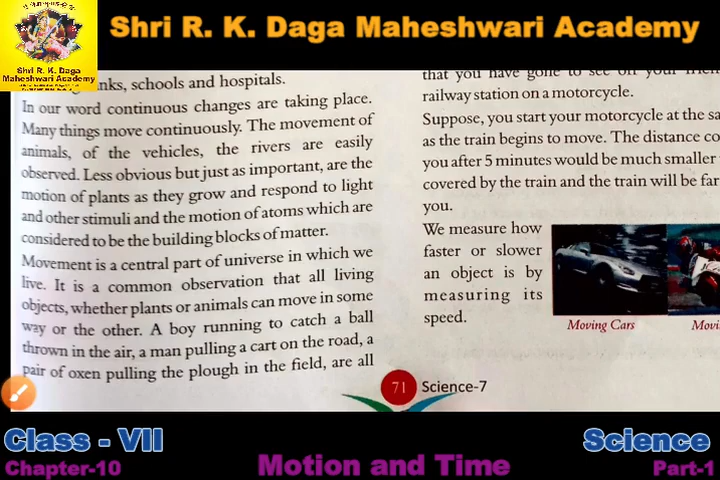 Shri R. K. Daga Maheshwari Academy
Shri R. K. Daga
Maheshwari Academy
schools and hospitals.
In our word continuous changes are taking place.
Many things move continuously. The movement of
animals, of the vehicles, the rivers are easily
observed. Less obvious but just as important, are the
motion of plants as they grow and respond to light
and other stimuli and the motion of atoms which are
considered to be the building blocks of matter.
Movement is a central part of universe in which we
live. It is a common observation that all living
objects, whether plants or animals can move in some
way or the other. A boy running to catch a ball
thrown in the air, a man pulling a cart on the road, a
pair of oxen pulling the plough in the field, are all
that you have gone to see off your
railway station on a motorcycle.
Suppose, you start your motorcycle at the
as the train begins to move. The distance
you after 5 minutes would be much smaller
covered by the train and the train will be far
you.
We measure how
faster or slower
an object is by
measuring its
speed.
Moving Cars
71 Science-7
Class - VII
Science
Chapter-10
Motion and Time
Part-1